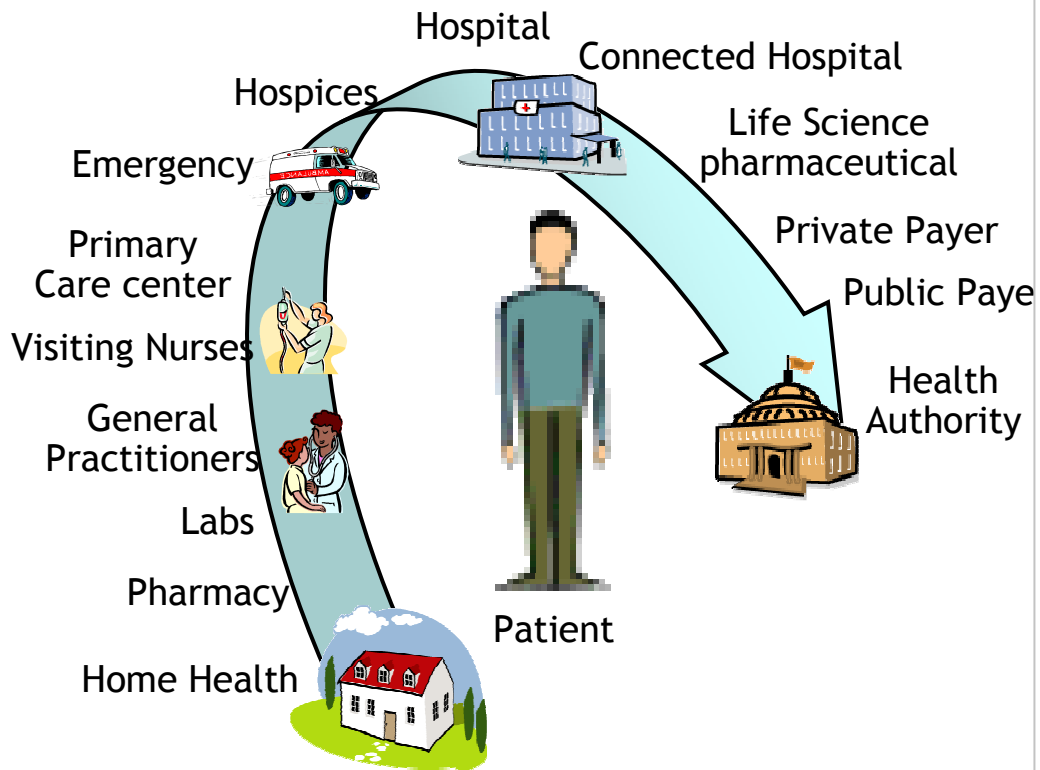 Hospital
Connected Hospital
Hospices
Life Science
pharmaceutical
Emergency
Private Payer
Primary
Care center
Public Paye
Visiting Nurses
Health
Authority
General
Practitioners
Labs
Pharmacy
Patient
Home Health
AMBULANCE